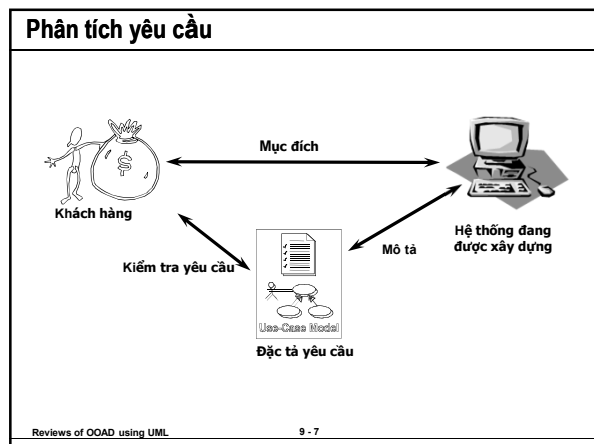 Phân tích yêu cầu
Mục đích
$
Khách hàng
Hệ thống đang
được xây dựng
Mô tả
Kiểm tra yêu cầu
Use-Case Model
Đặc tả yêu cầu
Reviews of OOAD using UML
9 - 7